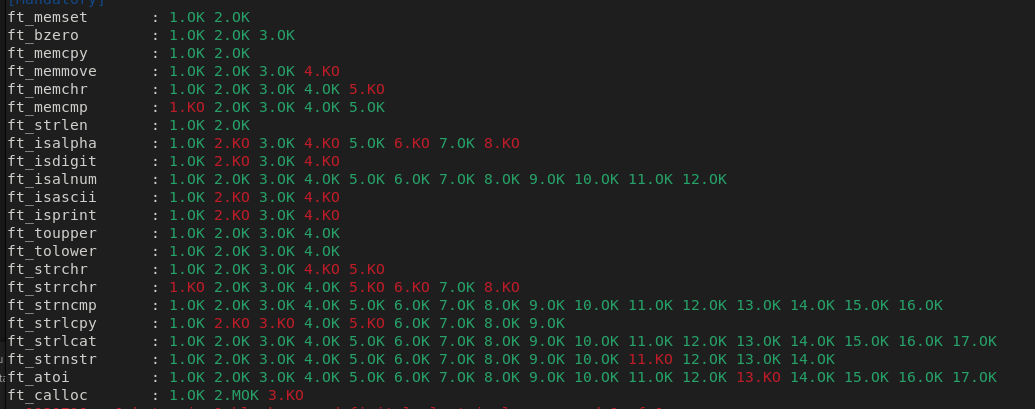 [Mandatory]
ft_memset : 1.OK 2.OK
ft_bzero : 1.OK 2.OK 3.OK
ft_memcpy : 1.OK 2.OK
ft_memmove : 1.OK 2.OK 3.OK 4.KO
ft_memchr : 1.OK 2.OK 3.OK 4.OK 5.KO
ft_memcmp : 1.KO 2.OK 3.OK 4.OK 5.OK
ft_strlen : 1.OK 2.OK
ft_isalpha : 1.OK 2.KO 3.OK 4.KO 5.OK 6.KO 7.OK 8.KO
ft_isdigit : 1.OK 2.KO 3.OK 4.KO
ft_isalnum : 1.OK 2.OK 3.OK 4.OK 5.OK 6.OK 7.OK 8.OK 9.OK 10.OK 11.OK 12.OK
ft_isascii : 1.OK 2.KO 3.OK 4.KO
ft_isprint : 1.OK 2.KO 3.OK 4.KO
ft_toupper : 1.OK 2.OK 3.OK 4.OK
ft_tolower : 1.OK 2.OK 3.OK 4.OK
ft_strchr : 1.OK 2.OK 3.OK 4.KO 5.KO
ft_strrchr : 1.KO 2.OK 3.OK 4.OK 5.KO 6.KO 7.OK 8.KO
ft_strncmp : 1.OK 2.OK 3.OK 4.OK 5.OK 6.OK 7.OK 8.OK 9.OK 10.OK 11.OK 12.OK 13.OK 14.OK 15.OK 16.OK
ft_strlcpy : 1.OK 2.KO 3.KO 4.OK 5.KO 6.OK 7.OK 8.OK 9.OK
ft_strlcat : 1.OK 2.OK 3.OK 4.OK 5.OK 6.OK 7.OK 8.OK 9.OK 10.OK 11.OK 12.OK 13.OK 14.OK 15.OK 16.OK 17.OK
ft_strnstr : 1.OK 2.OK 3.OK 4.OK 5.OK 6.OK 7.OK 8.OK 9.OK 10.OK 11.KO 12.OK 13.OK 14.OK
ft_atoi : 1.OK 2.OK 3.OK 4.OK 5.OK 6.OK 7.OK 8.OK 9.OK 10.OK 11.OK 12.OK 13.KO 14.OK 15.OK 16.OK 17.OK
ft_calloc : 1.OK 2.MOK 3.KO